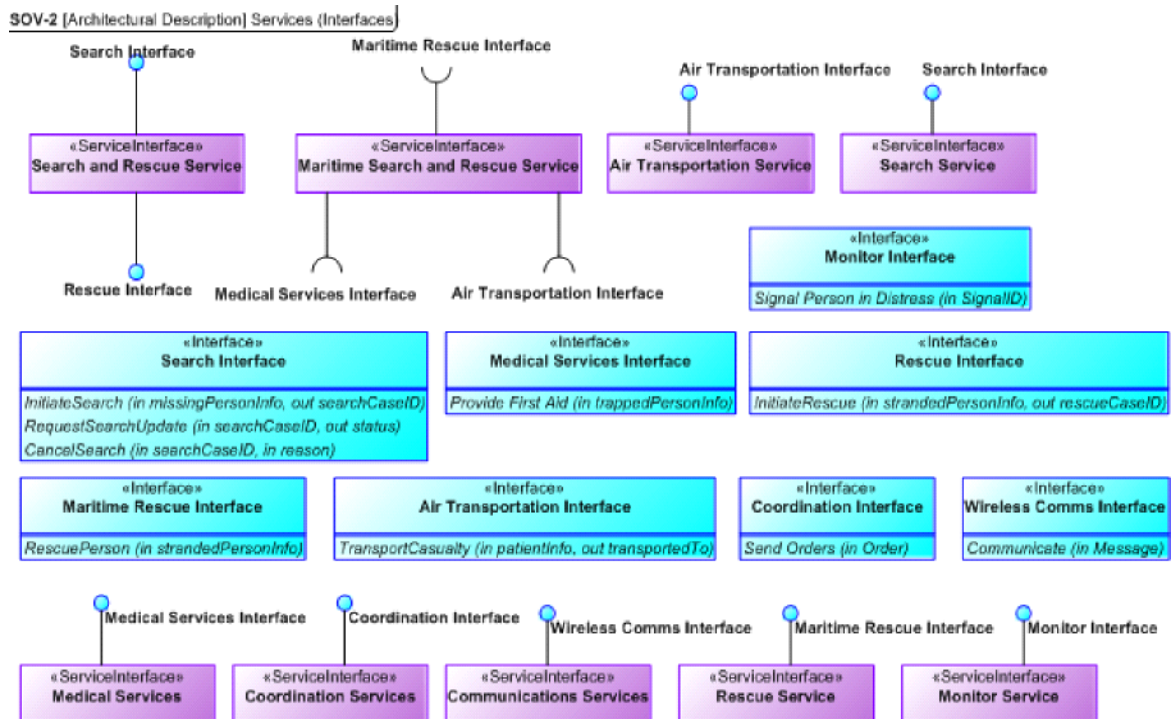 SOV-2 [Architectural Description] Services (Interfaces)
Search Interface
Maritime Rescue Interface
Air Transportation Interface
Search Interface
«ServiceInterface»
Search and Rescue Service
«ServiceInterface»
Maritime Search and Rescue Service
«ServiceInterface»
Air Transportation Service
«ServiceInterface»
Search Service
Rescue Interface
Medical Services Interface
Air Transportation Interface
«Interface»
Monitor Interface
Signal Person in Distress (in SignalID)
«Interface»
Search Interface
InitiateSearch (in missingPersonInfo, out searchCaseID)
RequestSearchUpdate (in searchCaseID, out status)
CancelSearch (in searchCaseID, in reason)
«Interface»
Medical Services Interface
Provide First Aid (in trappedPersonInfo)
«Interface»
Rescue Interface
InitiateRescue (in strandedPersonInfo, out rescueCaseID)
«Interface»
Maritime Rescue Interface
RescuePerson (in strandedPersonInfo)
«Interface»
Air Transportation Interface
TransportCasualty (in patientInfo, out transportedTo)
«Interface»
Coordination Interface
Send Orders (in Order)
«Interface»
Wireless Comms Interface
Communicate (in Message)
Medical Services Interface
Coordination Interface
Wireless Comms Interface
Maritime Rescue Interface
Monitor Interface
«ServiceInterface»
Medical Services
«ServiceInterface»
Coordination Services
«ServiceInterface»
Communications Services
«ServiceInterface»
Rescue Service
«ServiceInterface»
Monitor Service